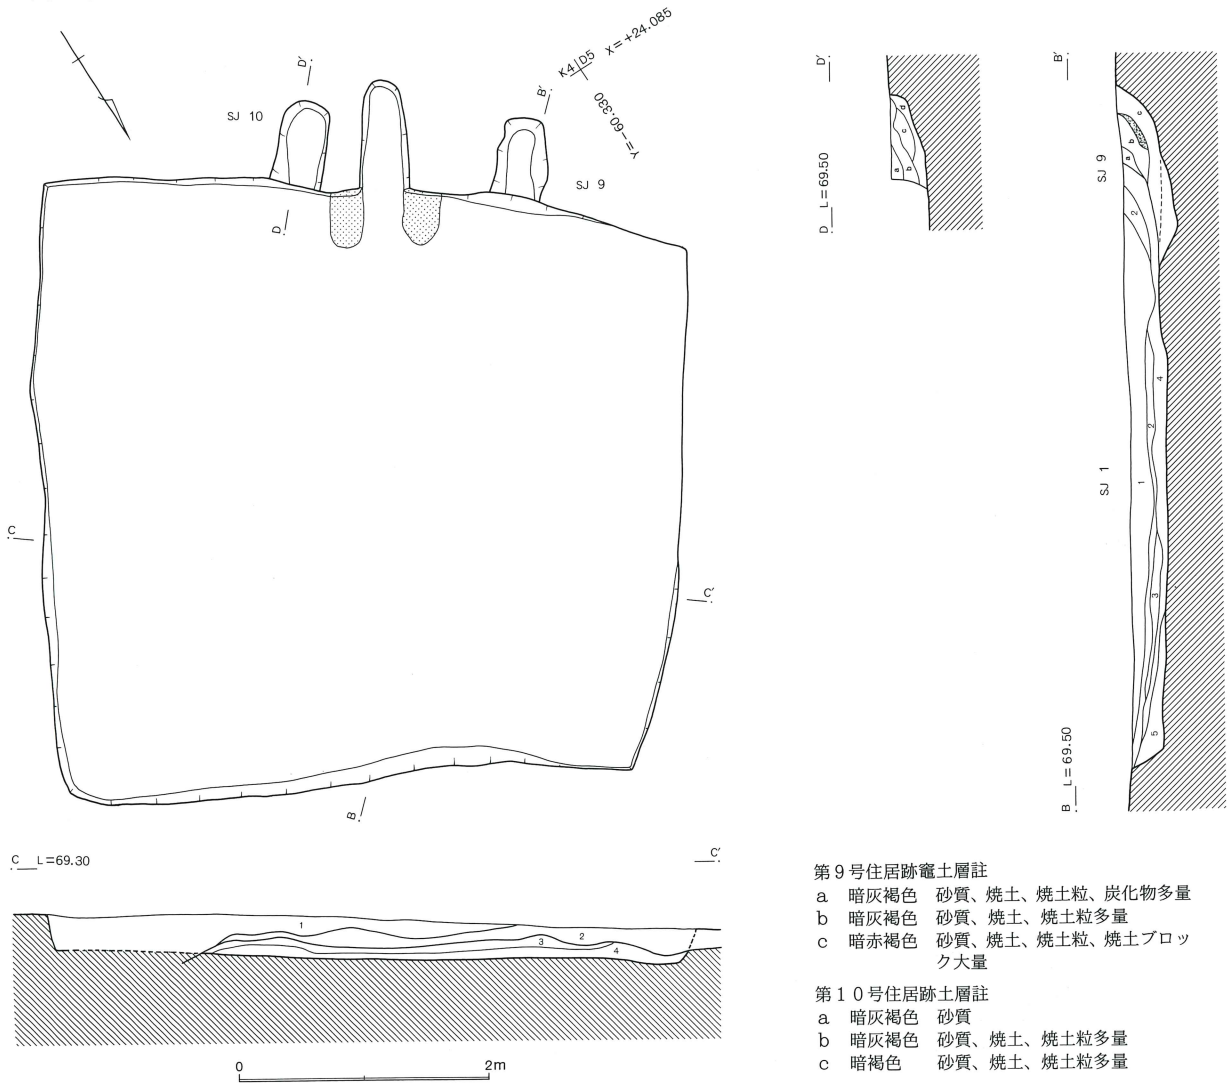 K4|D5 X=+24.085
Y=-60.330
D'
B'
SJ 10
SJ 9
D
C
C'
B
C L=69.30
C'
1
2
3
4
0
2m
D'
D L=69.50
a
b
c
d
B'
SJ 9
a
b
c
2
SJ 1
1
2
3
4
5
B L=69.50
第9号住居跡竈土層註
a 暗灰褐色 砂質、焼土、焼土粒、炭化物多量
b 暗灰褐色 砂質、焼土、焼土粒多量
c 暗赤褐色 砂質、焼土、焼土粒、焼土ブロッ
ク大量
第10号住居跡土層註
a 暗灰褐色 砂質
b 暗灰褐色 砂質、焼土、焼土粒多量
c 暗褐色 砂質、焼土、焼土粒多量